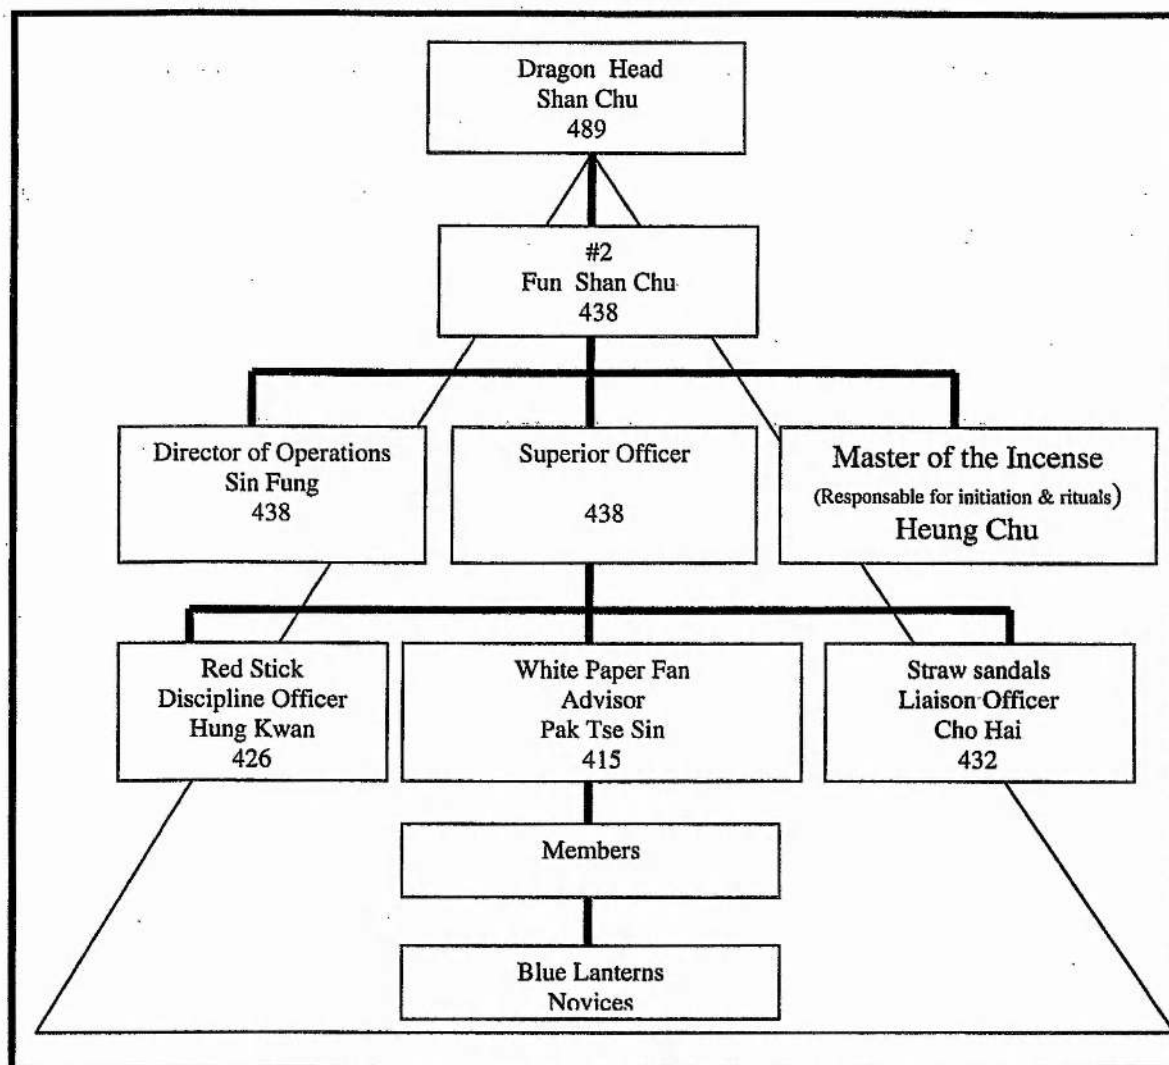 Dragon Head
Shan Chu
489
#2
Fun Shan Chu
438
Director of Operations
Sin Fung
438
Superior Officer
438
Master of the Incense
(Responsable for initiation & rituals)
Heung Chu
Red Stick
Discipline Officer
Hung Kwan
426
White Paper Fan
Advisor
Pak Tse Sin
415
Straw sandals
Liaison Officer
Cho Hai
432
Members
Blue Lanterns
Novices